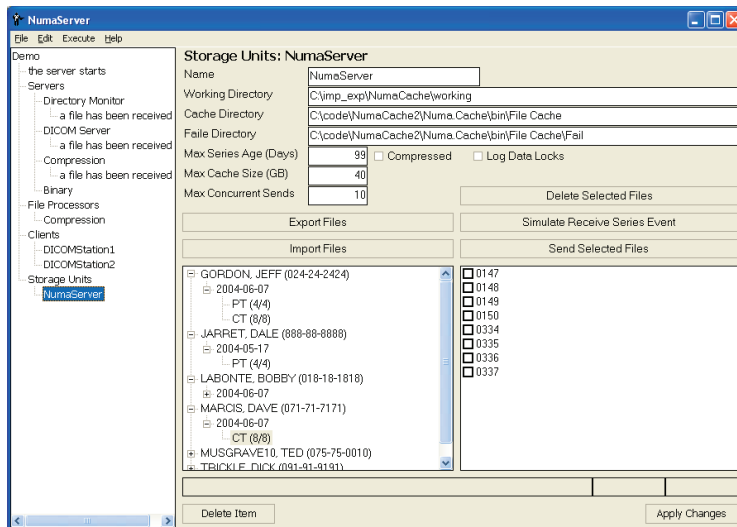 NumaServer
File Edit Execute Help
Demo
the server starts
Servers
Directory Monitor
a file has been received
DICOM Server
a file has been received
Compression
a file has been received
Binary
File Processors
Compression
Clients
DICOMStation1
DICOMStation2
Storage Units
NumaServer
Storage Units: NumaServer
Name NumaServer
Working Directory C:\imp_exp\NumaCache\working
Cache Directory C:\code\NumaCache2\Numa.Cache\bin\File Cache
Faile Directory C:\code\NumaCache2\Numa.Cache\bin\File Cache\Fail
Max Series Age (Days) 99 Compressed Log Data Locks
Max Cache Size (GB) 40
Max Concurrent Sends 10 Delete Selected Files
Export Files Simulate Receive Series Event
Import Files Send Selected Files
GORDON, JEFF (024-24-2424)
2004-06-07
PT (4/4)
CT (8/8)
JARRET, DALE (888-88-8888)
2004-05-17
PT (4/4)
LABONTE, BOBBY (018-18-1818)
2004-06-07
MARCIS, DAVE (071-71-7171)
2004-06-07
CT (8/8)
MUSGRAVE10, TED (075-75-0010)
TRICKLE, DICK (091-91-9191)
0147
0148
0149
0150
0334
0335
0336
0337
Delete Item Apply Changes